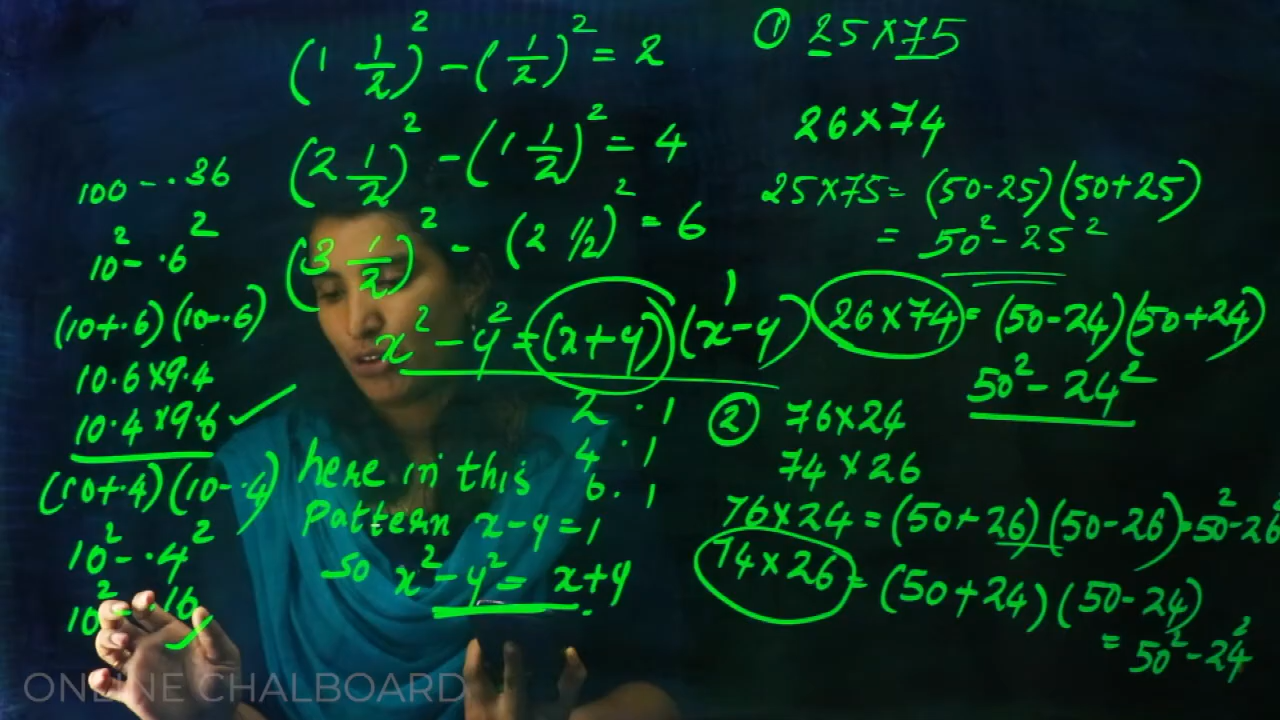 (1 1/2)² - (1/2)² = 2
(2 1/2)² - (1 1/2)² = 4
(3 1/2)² - (2 1/2)² = 6
x² - y² = (x+y)(x-y)
2 · 1
4 · 1
6 · 1
here in this
pattern x-y=1
so x² - y² = x+y
100 - .36
10² - .6²
(10+.6)(10-.6)
10.6×9.4
10.4×9.6
(10+.4)(10-.4)
10² - .4²
10² - .16
① 25×75
26×74
25×75 = (50-25)(50+25)
= 50² - 25²
26×74 = (50-24)(50+24)
50² - 24²
② 76×24
74×26
76×24 = (50+26)(50-26) = 50² - 26²
74×26 = (50+24)(50-24)
= 50² - 24²
ONLINE CHALBOARD